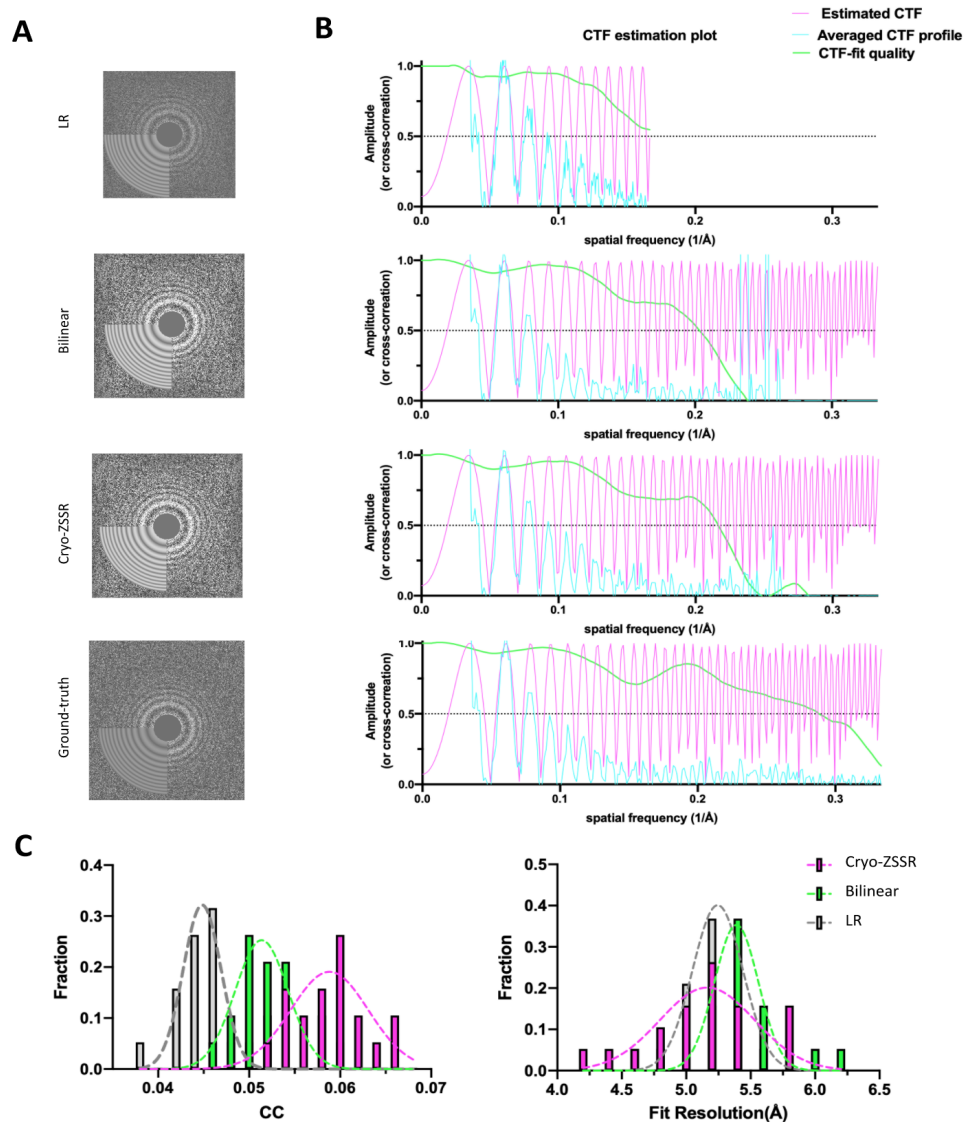 A
B
Estimated CTF
Averaged CTF profile
CTF-fit quality
CTF estimation plot
LR
Amplitude
(or cross-correation)
1.0
0.5
1.0
0.0
0.1
0.2
0.3
spatial frequency (1/Å)
Bilinear
Amplitude
(or cross-correation)
1.0
0.5
0.0
0.0
0.1
0.2
0.3
spatial frequency (1/Å)
Cryo-ZSSR
Amplitude
(or cross-correation)
1.0
0.5
0.0
0.0
0.1
0.2
0.3
spatial frequency (1/Å)
Ground-truth
Amplitude
(or cross-correation)
1.0
0.5
0.0
0.0
0.1
0.2
0.3
spatial frequency (1/Å)
C
Fraction
0.4
0.3
0.2
0.1
0.0
0.04
0.05
0.06
0.07
CC
Fraction
0.5
0.4
0.3
0.2
0.1
0.0
4.0
4.5
5.0
5.5
6.0
6.5
Fit Resolution(Å)
Cryo-ZSSR
Bilinear
LR